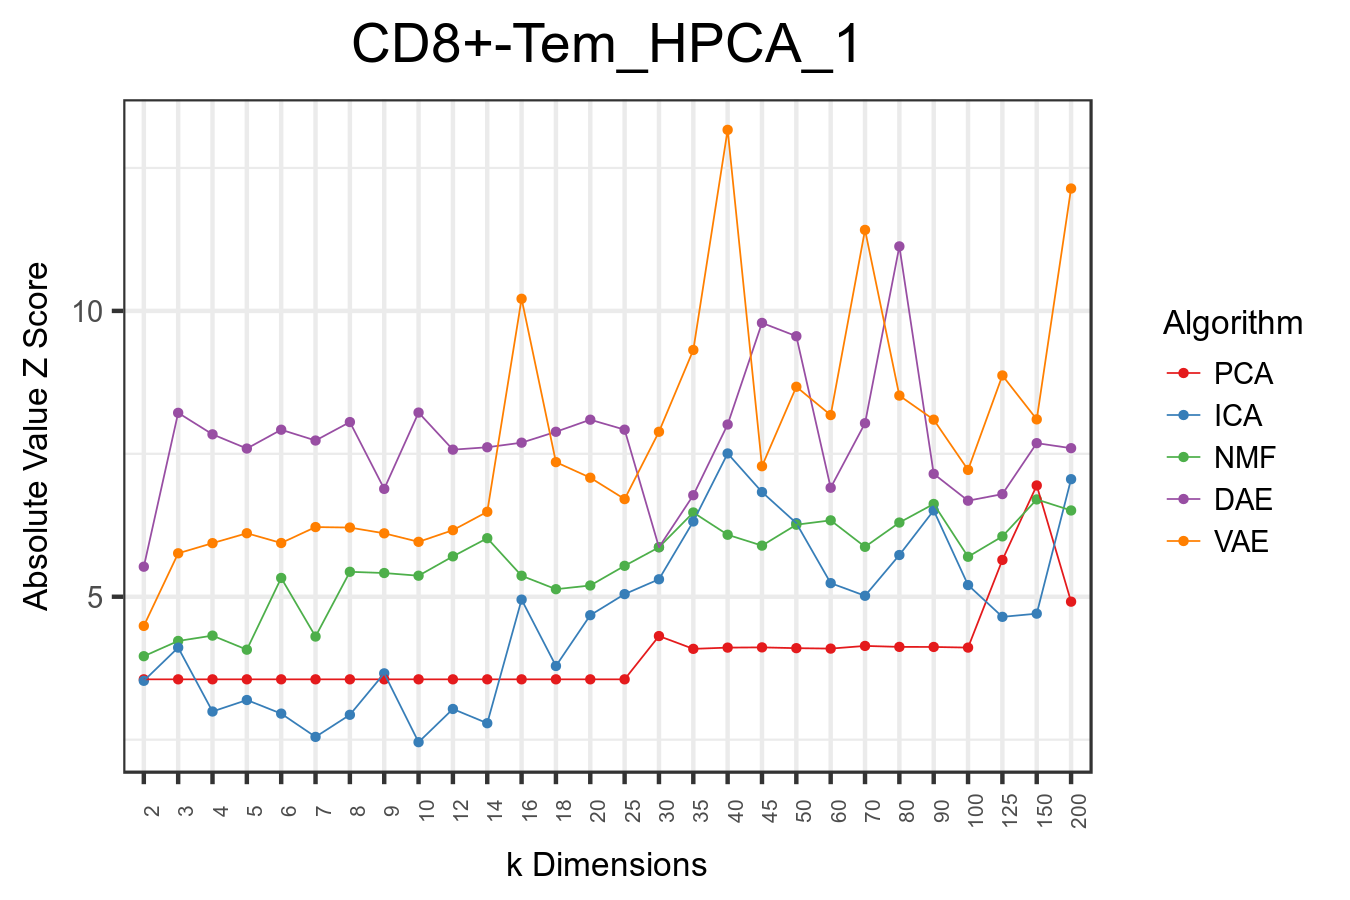 CD8+-Tem_HPCA_1
Absolute Value Z Score
10
5
2 3 4 5 6 7 8 9 10 12 14 16 18 20 25 30 35 40 45 50 60 70 80 90 100 125 150 200
k Dimensions
Algorithm
PCA
ICA
NMF
DAE
VAE